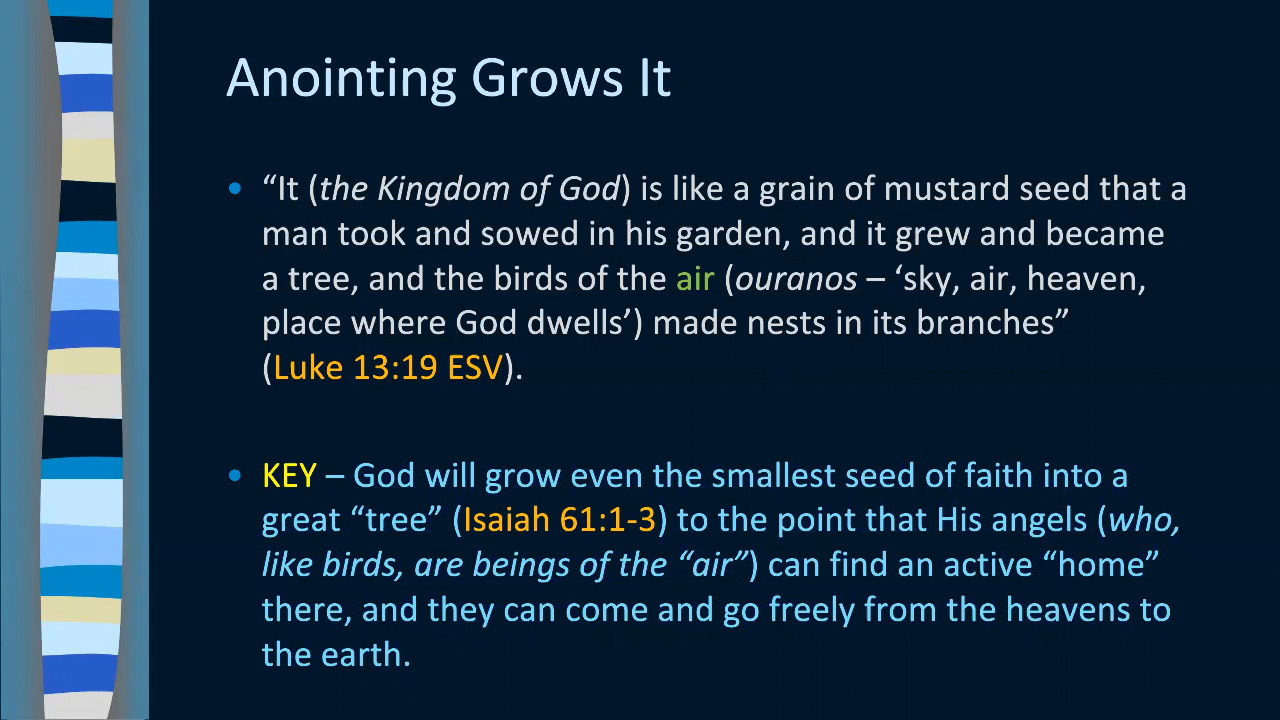 Anointing Grows It
• “It (the Kingdom of God) is like a grain of mustard seed that a
man took and sowed in his garden, and it grew and became
a tree, and the birds of the air (ouranos – ‘sky, air, heaven,
place where God dwells’) made nests in its branches”
(Luke 13:19 ESV).
• KEY – God will grow even the smallest seed of faith into a
great “tree” (Isaiah 61:1-3) to the point that His angels (who,
like birds, are beings of the “air”) can find an active “home”
there, and they can come and go freely from the heavens to
the earth.